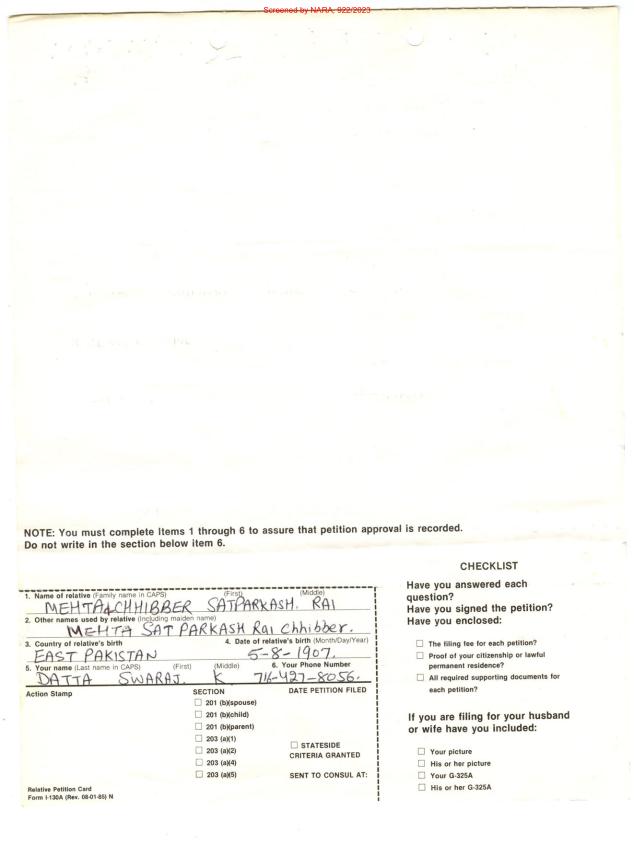 Screened by NARA, 922/2023
NOTE: You must complete Items 1 through 6 to assure that petition approval is recorded.
Do not write in the section below item 6.
1. Name of relative (Family name in CAPS) (First) (Middle)
MEHTA & CHHIBBER SATPARKASH. RAI
2. Other names used by relative (Including maiden name)
MEHTA SAT PARKASH Rai Chhibber.
3. Country of relative's birth 4. Date of relative's birth (Month/Day/Year)
EAST PAKISTAN 5-8-1907.
5. Your name (Last name in CAPS) (First) (Middle) 6. Your Phone Number
DATTA SWARAJ. K 716-427-8056.
Action Stamp SECTION DATE PETITION FILED
201 (b)(spouse)
201 (b)(child)
201 (b)(parent)
203 (a)(1)
203 (a)(2)
203 (a)(4)
203 (a)(5)
STATESIDE
CRITERIA GRANTED
SENT TO CONSUL AT:
Relative Petition Card
Form I-130A (Rev. 08-01-85) N
CHECKLIST
Have you answered each
question?
Have you signed the petition?
Have you enclosed:
The filing fee for each petition?
Proof of your citizenship or lawful
permanent residence?
All required supporting documents for
each petition?
If you are filing for your husband
or wife have you included:
Your picture
His or her picture
Your G-325A
His or her G-325A